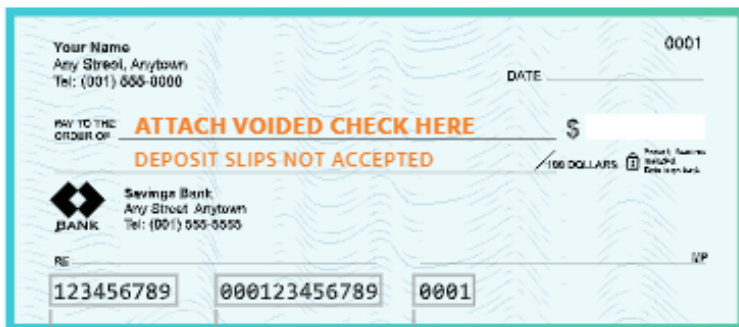 Your Name 0001
Any Street, Anytown
Tel: (001) 555-0000 DATE
PAY TO THE
ORDER OF ATTACH VOIDED CHECK HERE $
DEPOSIT SLIPS NOT ACCEPTED /100 DOLLARS
Savings Bank
Any Street Anytown
BANK Tel: (001) 555-5555
RE MP
123456789 000123456789 0001